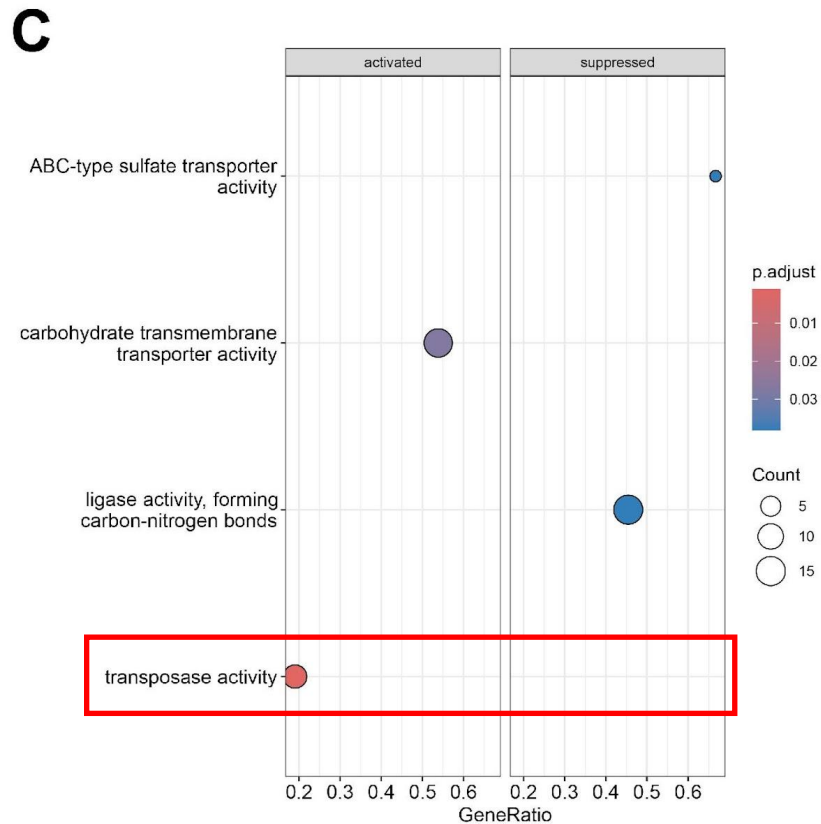 C
activated
suppressed
ABC-type sulfate transporter
activity
carbohydrate transmembrane
transporter activity
ligase activity, forming
carbon-nitrogen bonds
transposase activity
0.2 0.3 0.4 0.5 0.6
0.2 0.3 0.4 0.5 0.6
GeneRatio
p.adjust
0.01
0.02
0.03
Count
5
10
15